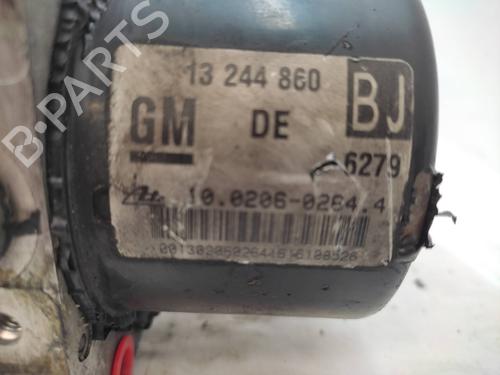 B-PARTS
13 244 860
BJ
GM
DE
6279
10.0206-0264.4